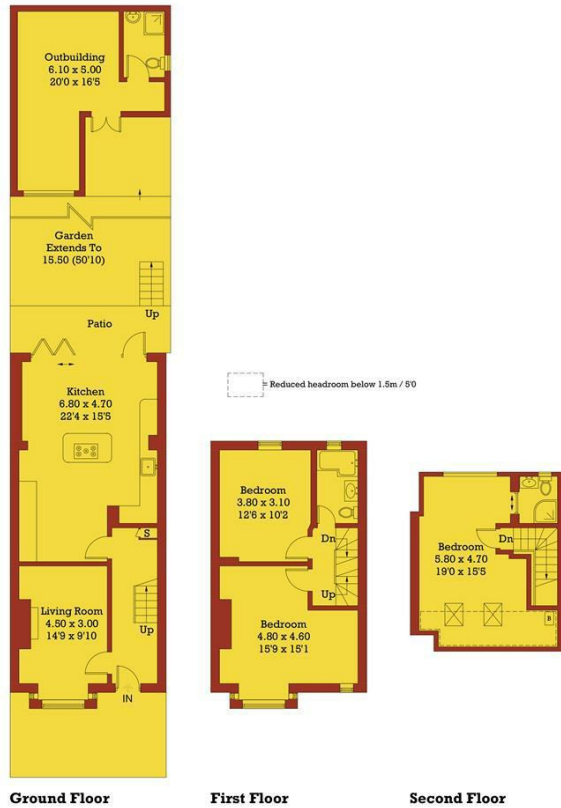 Outbuilding
6.10 x 5.00
20'0 x 16'5
Garden
Extends To
15.50 (50'10)
Up
Patio
Kitchen
6.80 x 4.70
22'4 x 15'5
S
Living Room
4.50 x 3.00
14'9 x 9'10
Up
IN
Ground Floor
= Reduced headroom below 1.5m / 5'0
Bedroom
3.80 x 3.10
12'6 x 10'2
Dn
Up
Bedroom
4.80 x 4.60
15'9 x 15'1
First Floor
Bedroom
5.80 x 4.70
19'0 x 15'5
Dn
B
Second Floor